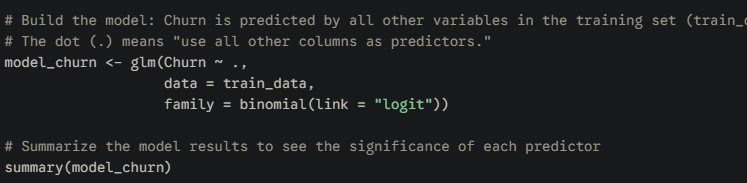 # Build the model: Churn is predicted by all other variables in the training set (train_
# The dot (.) means "use all other columns as predictors."
model_churn <- glm(Churn ~ .,
                   data = train_data,
                   family = binomial(link = "logit"))
# Summarize the model results to see the significance of each predictor
summary(model_churn)